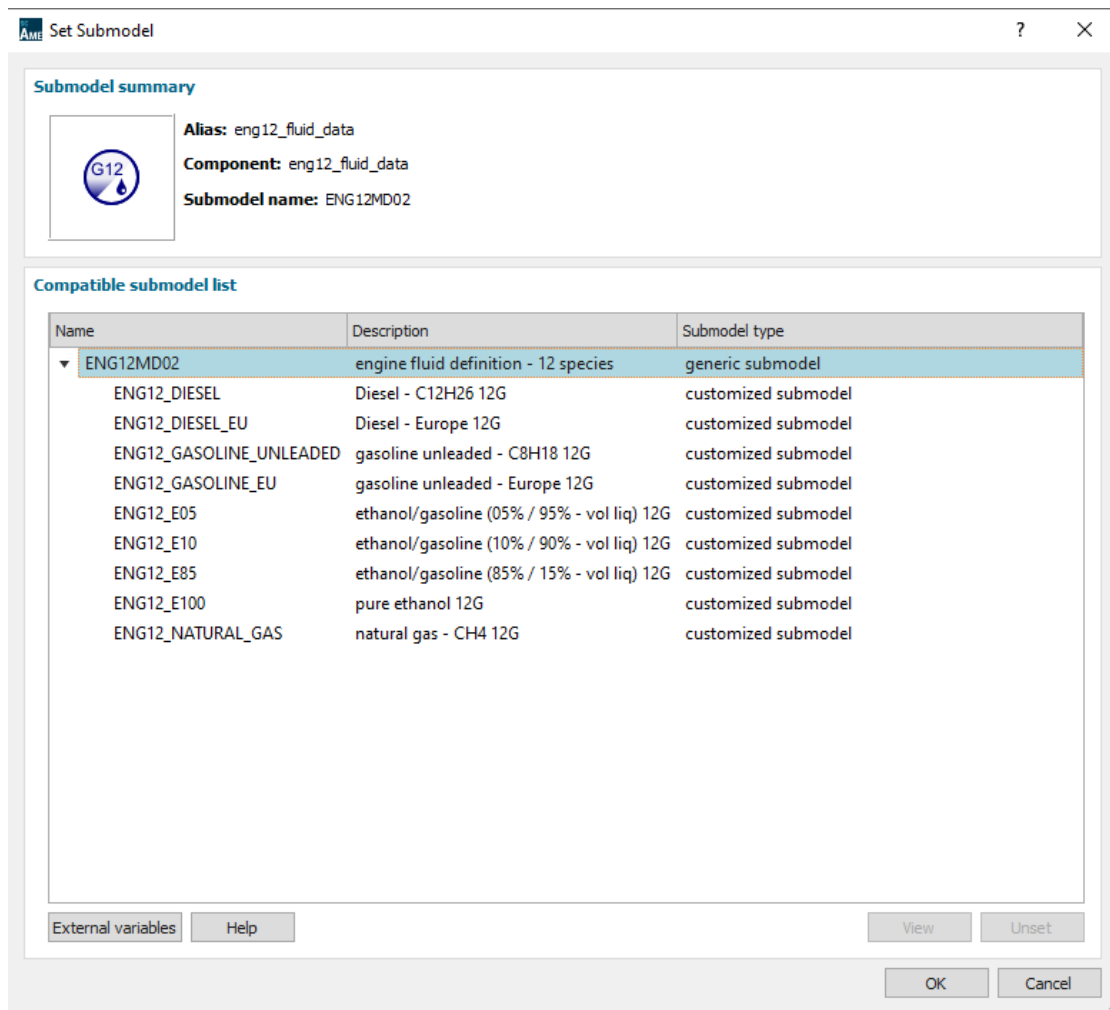 SC
AME Set Submodel ?
Submodel summary
G12
Alias: eng12_fluid_data
Component: eng12_fluid_data
Submodel name: ENG12MD02
Compatible submodel list
Name Description Submodel type
ENG12MD02 engine fluid definition - 12 species generic submodel
ENG12_DIESEL Diesel - C12H26 12G customized submodel
ENG12_DIESEL_EU Diesel - Europe 12G customized submodel
ENG12_GASOLINE_UNLEADED gasoline unleaded - C8H18 12G customized submodel
ENG12_GASOLINE_EU gasoline unleaded - Europe 12G customized submodel
ENG12_E05 ethanol/gasoline (05% / 95% - vol liq) 12G customized submodel
ENG12_E10 ethanol/gasoline (10% / 90% - vol liq) 12G customized submodel
ENG12_E85 ethanol/gasoline (85% / 15% - vol liq) 12G customized submodel
ENG12_E100 pure ethanol 12G customized submodel
ENG12_NATURAL_GAS natural gas - CH4 12G customized submodel
External variables Help View Unset
OK Cancel